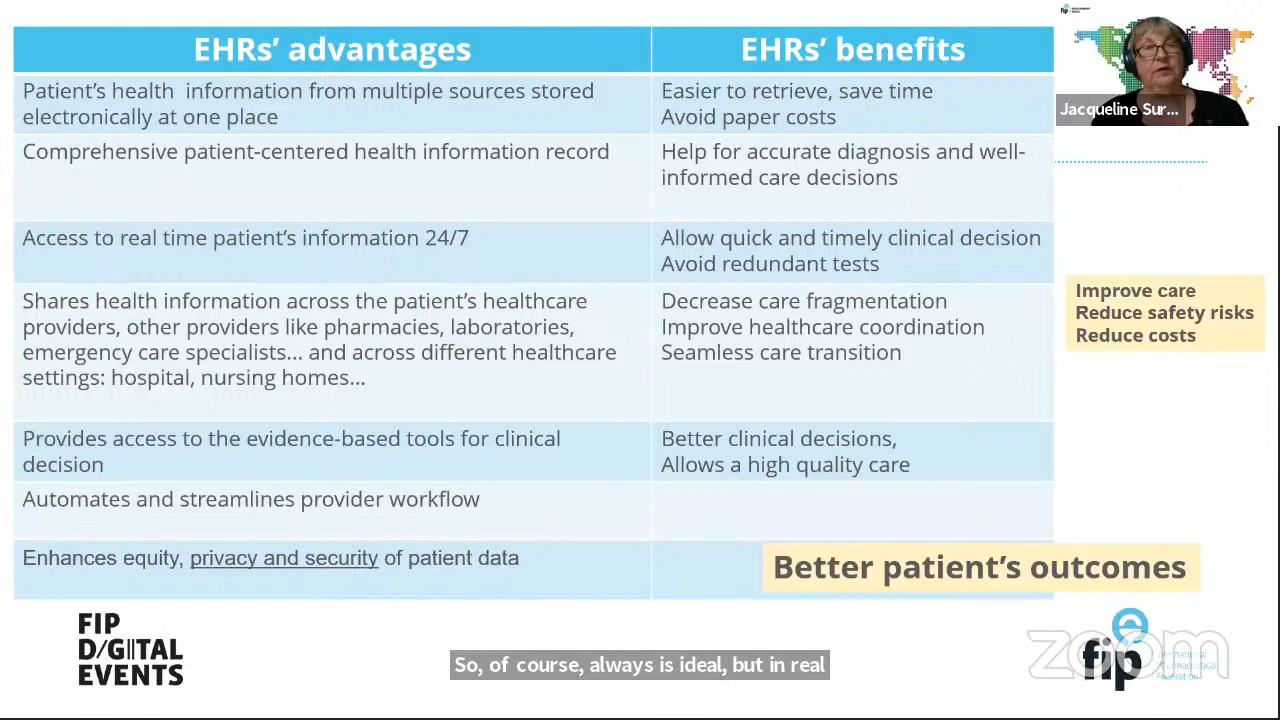 EHRs’ advantages
EHRs’ benefits
Patient’s health information from multiple sources stored
electronically at one place
Easier to retrieve, save time
Avoid paper costs
Comprehensive patient-centered health information record
Help for accurate diagnosis and well-
informed care decisions
Access to real time patient’s information 24/7
Allow quick and timely clinical decision
Avoid redundant tests
Shares health information across the patient’s healthcare
providers, other providers like pharmacies, laboratories,
emergency care specialists... and across different healthcare
settings: hospital, nursing homes...
Decrease care fragmentation
Improve healthcare coordination
Seamless care transition
Provides access to the evidence-based tools for clinical
decision
Better clinical decisions,
Allows a high quality care
Automates and streamlines provider workflow
Enhances equity, privacy and security of patient data
fip
Jacqueline Sur...
Improve care
Reduce safety risks
Reduce costs
Better patient’s outcomes
FIP
D/GITAL
EVENTS
So, of course, always is ideal, but in real
zoom
e
fip
International
Pharmaceutical
Federation